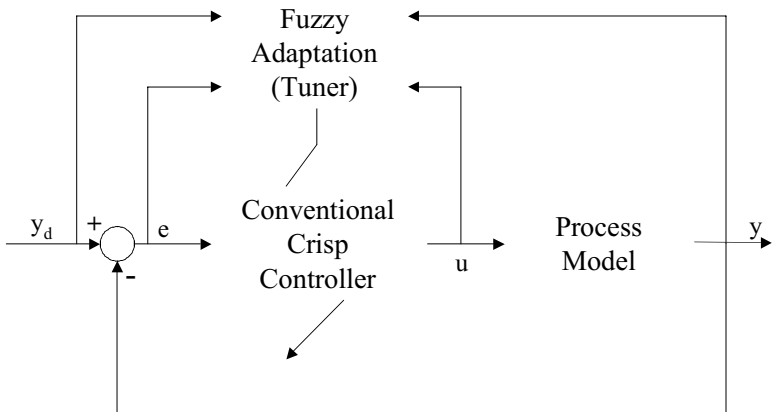 Fuzzy
Adaptation
(Tuner)
y_d
+
-
e
Conventional
Crisp
Controller
u
Process
Model
y